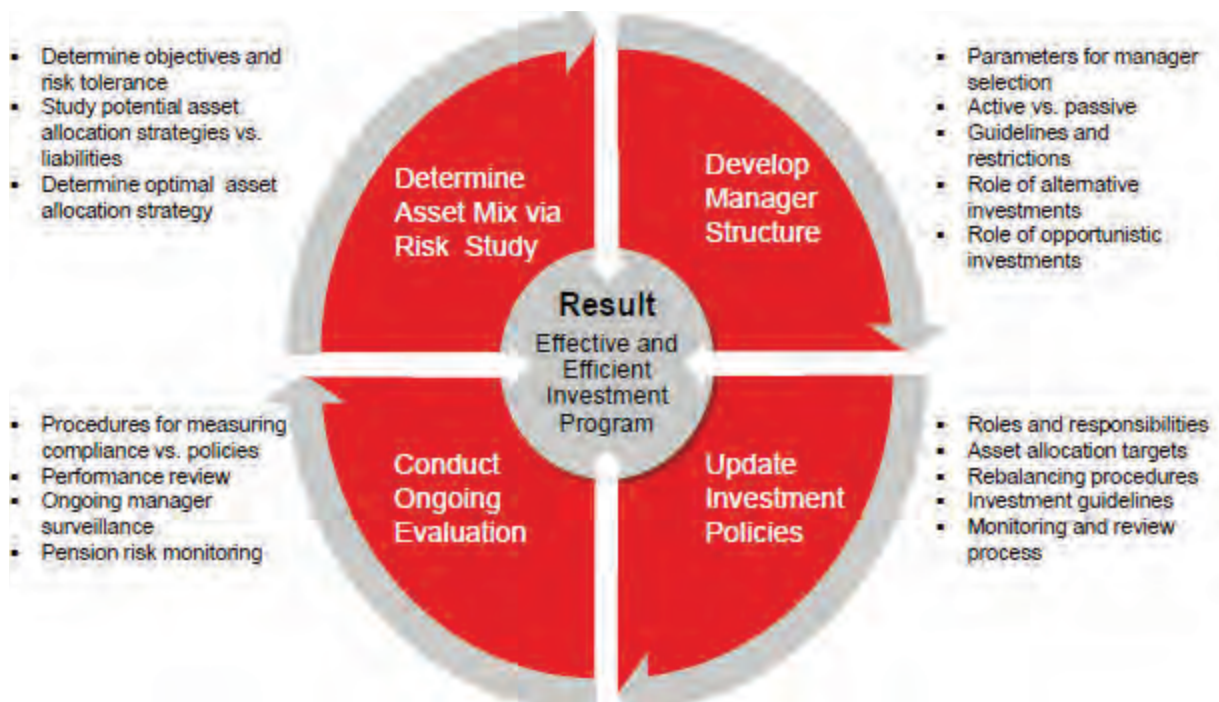 ▪ Determine objectives and
risk tolerance
▪ Study potential asset
allocation strategies vs.
liabilities
▪ Determine optimal asset
allocation strategy
Determine
Asset Mix via
Risk Study
Develop
Manager
Structure
▪ Parameters for manager
selection
▪ Active vs. passive
▪ Guidelines and
restrictions
▪ Role of alternative
investments
▪ Role of opportunistic
investments
Result
Effective and
Efficient
Investment
Program
▪ Procedures for measuring
compliance vs. policies
▪ Performance review
▪ Ongoing manager
surveillance
▪ Pension risk monitoring
Conduct
Ongoing
Evaluation
Update
Investment
Policies
▪ Roles and responsibilities
▪ Asset allocation targets
▪ Rebalancing procedures
▪ Investment guidelines
▪ Monitoring and review
process